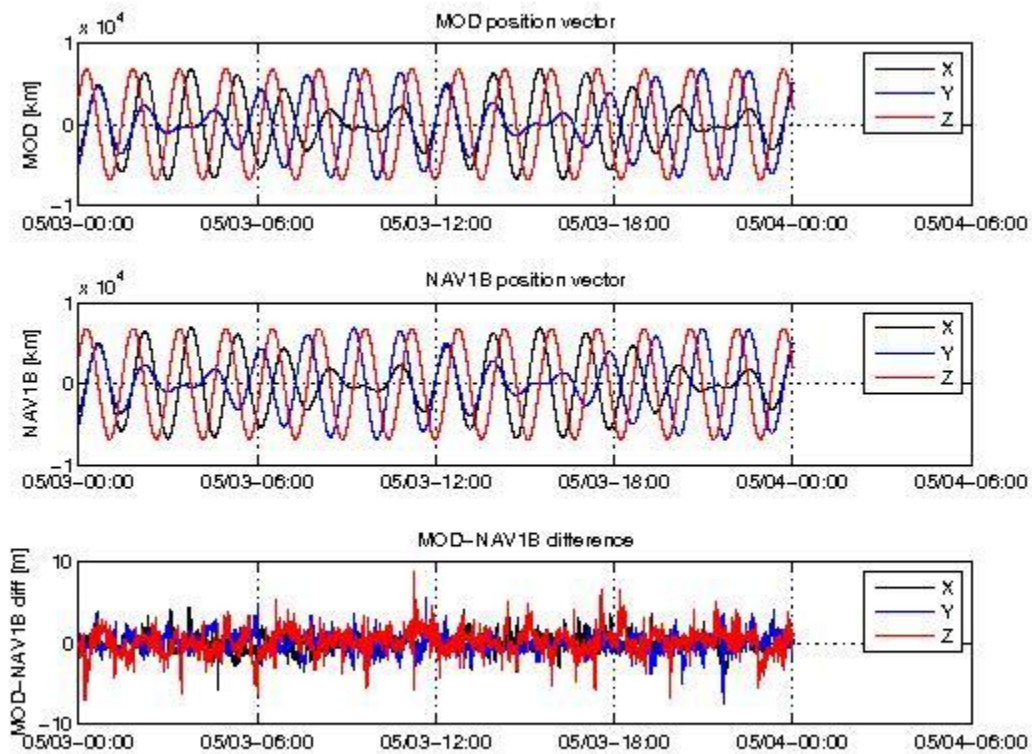 x 10^4
MOD position vector
1
X
Y
Z
MOD [km]
0
−1
05/03−00:00 05/03−06:00 05/03−12:00 05/03−18:00 05/04−00:00 05/04−06:00
x 10^4
NAV1B position vector
1
X
Y
Z
NAV1B [km]
0
−1
05/03−00:00 05/03−06:00 05/03−12:00 05/03−18:00 05/04−00:00 05/04−06:00
MOD−NAV1B difference
10
X
Y
Z
MOD−NAV1B diff [m]
0
−10
05/03−00:00 05/03−06:00 05/03−12:00 05/03−18:00 05/04−00:00 05/04−06:00